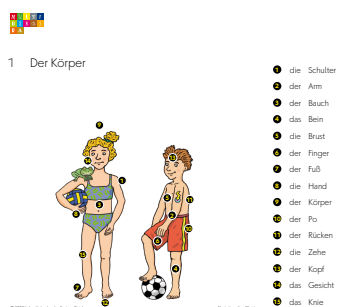 1 Der Körper
1 die Schulter
2 der Arm
3 der Bauch
4 das Bein
5 die Brust
6 der Finger
7 der Fuß
8 die Hand
9 der Körper
10 der Po
11 der Rücken
12 die Zehe
13 der Kopf
14 das Gesicht
15 das Knie